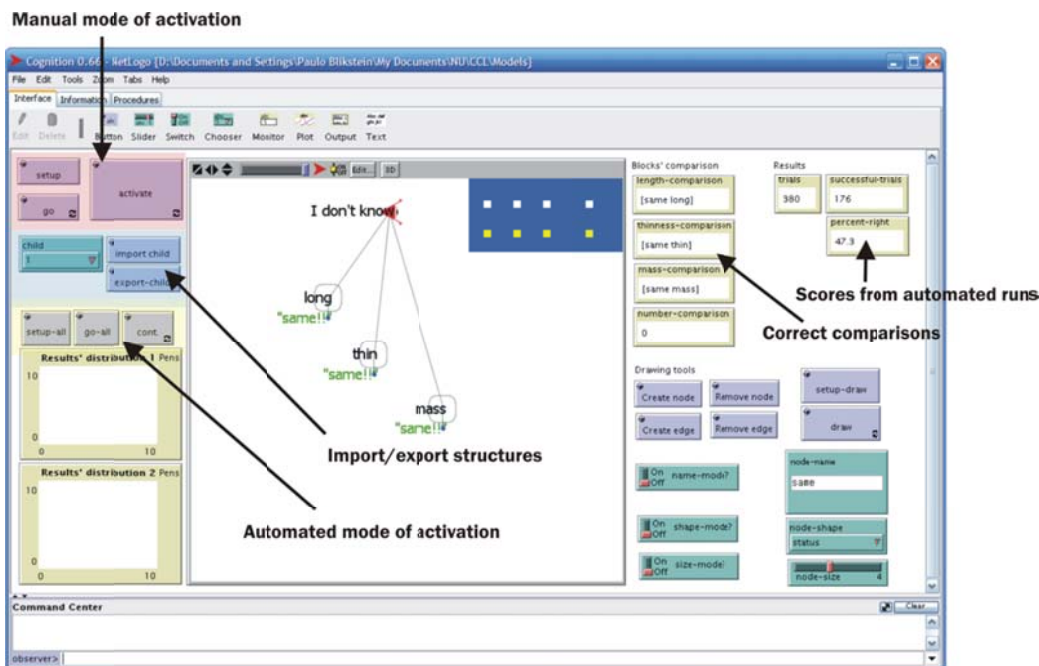 Manual mode of activation
Cognition 0.66 - NetLogo [D:\Documents and Setings\Paulo Blikstein\My Documents\NU\CCL\Models]
File Edit Tools Zoom Tabs Help
Interface Information Procedures
Edit Delete Button Slider Switch Chooser Monitor Plot Output Text
setup
activate
go
child
1
import child
export-child
setup-all go-all cont.
Results' distribution 1 Pens
10
0
0 10
Results' distribution 2 Pens
10
0
0 10
Edit... 3D
I don't know
long
"same!!"
thin
"same!!"
mass
"same!!"
Import/export structures
Automated mode of activation
Blocks' comparison
length-comparison
[same long]
thinness-comparison
[same thin]
mass-comparison
[same mass]
number-comparison
0
Results
trials
380
successful-trials
176
percent-right
47.3
Scores from automated runs
Correct comparisons
Drawing tools
Create node Remove node
Create edge Remove edge
setup-draw
draw
On
Off
name-mode?
On
Off
shape-mode?
On
Off
size-mode?
node-name
same
node-shape
status
node-size 4
Command Center
Clear
observer>